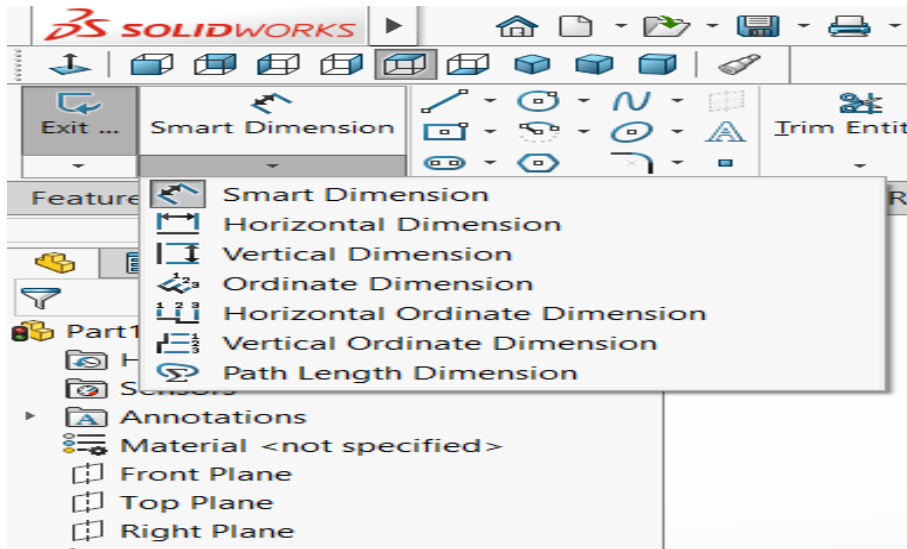 SOLIDWORKS
Exit ...
Smart Dimension
Trim Entit
Feature
R
Smart Dimension
Horizontal Dimension
Vertical Dimension
Ordinate Dimension
Horizontal Ordinate Dimension
Vertical Ordinate Dimension
Path Length Dimension
Part1
H
Sensors
Annotations
Material <not specified>
Front Plane
Top Plane
Right Plane